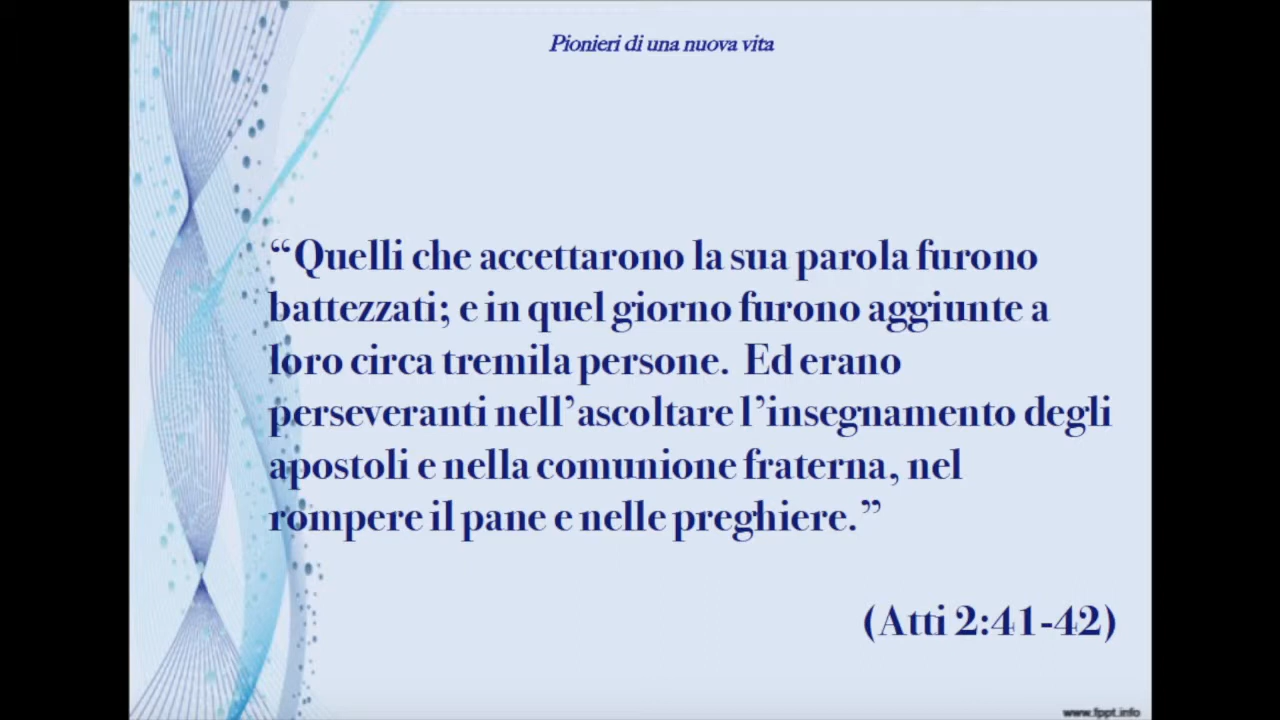 Pionieri di una nuova vita
“Quelli che accettarono la sua parola furono
battezzati; e in quel giorno furono aggiunte a
loro circa tremila persone. Ed erano
perseveranti nell’ascoltare l’insegnamento degli
apostoli e nella comunione fraterna, nel
rompere il pane e nelle preghiere.”
(Atti 2:41-42)
www.fppt.info